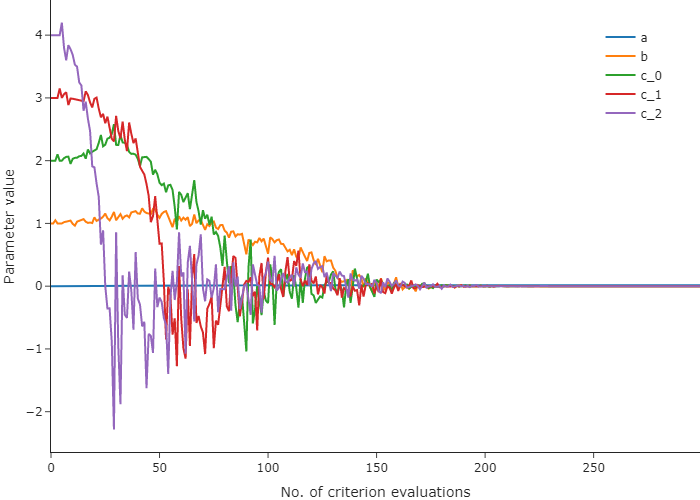 4
3
2
1
0
−1
−2
Parameter value
0
50
100
150
200
250
No. of criterion evaluations
a
b
c_0
c_1
c_2